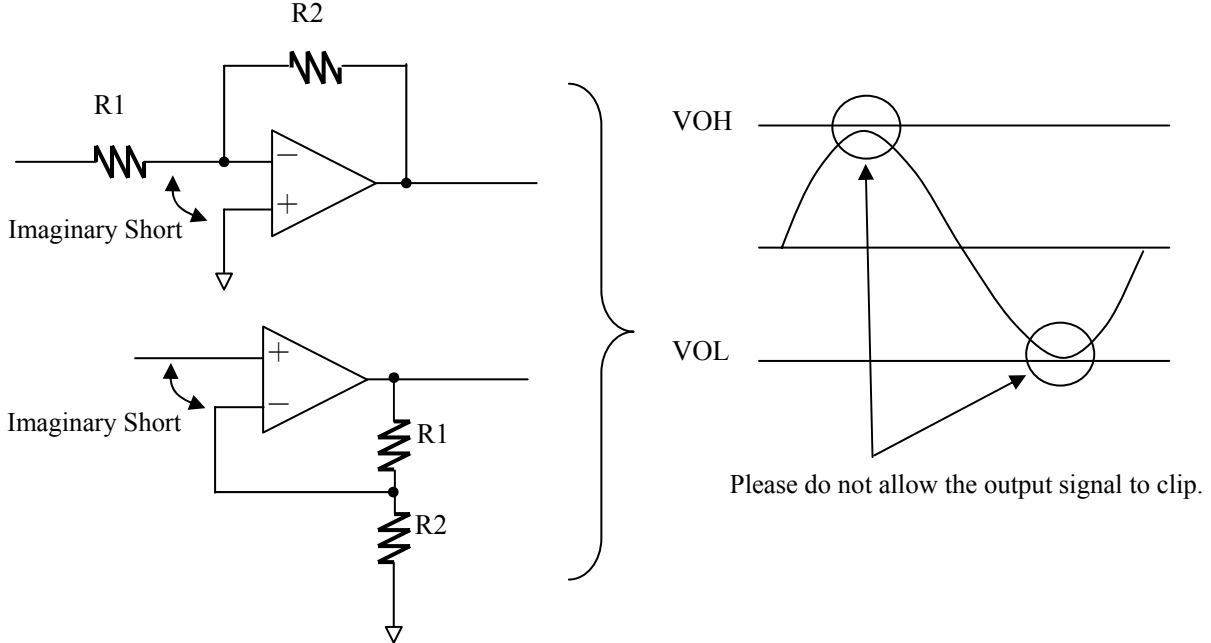 R2
R1
−
+
Imaginary Short
+
−
Imaginary Short
R1
R2
VOH
VOL
Please do not allow the output signal to clip.